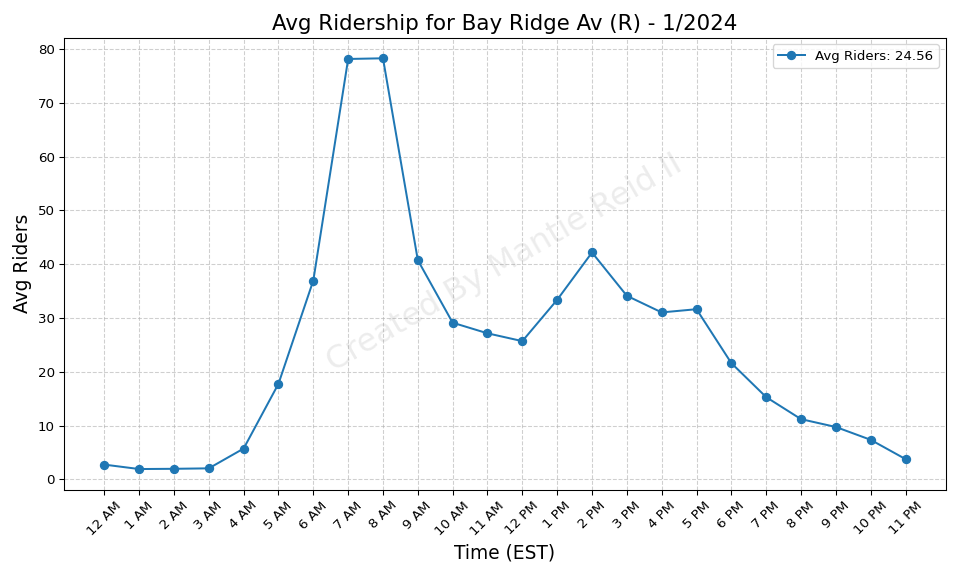 Avg Ridership for Bay Ridge Av (R) - 1/2024
Avg Riders: 24.56
80
70
60
50
40
30
20
10
0
Avg Riders
Created By Mantie Reid II
12 AM
1 AM
2 AM
3 AM
4 AM
5 AM
6 AM
7 AM
8 AM
9 AM
10 AM
11 AM
12 PM
1 PM
2 PM
3 PM
4 PM
5 PM
6 PM
7 PM
8 PM
9 PM
10 PM
11 PM
Time (EST)